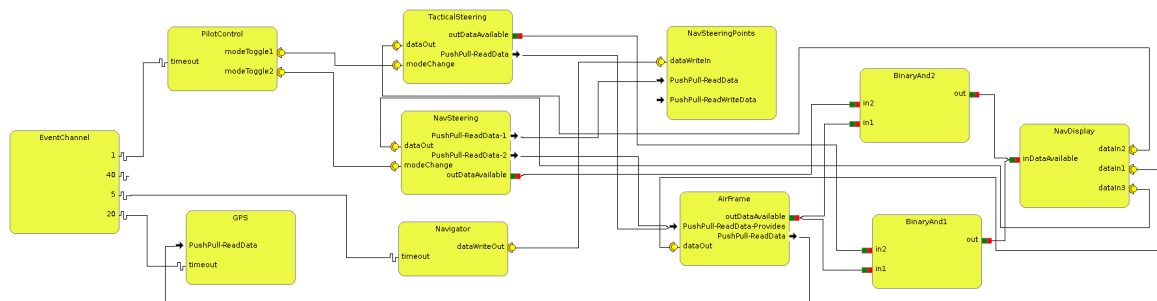 EventChannel
1
40
5
20
PilotControl
modeToggle1
timeout
modeToggle2
GPS
PushPull-ReadData
timeout
TacticalSteering
outDataAvailable
dataOut
PushPull-ReadData
modeChange
NavSteering
PushPull-ReadData-1
dataOut
PushPull-ReadData-2
modeChange
outDataAvailable
Navigator
dataWriteOut
timeout
NavSteeringPoints
dataWriteIn
PushPull-ReadData
PushPull-ReadWriteData
AirFrame
outDataAvailable
PushPull-ReadData-Provides
PushPull-ReadData
dataOut
BinaryAnd2
out
in2
in1
BinaryAnd1
out
in2
in1
NavDisplay
dataIn2
inDataAvailable
dataIn1
dataIn3